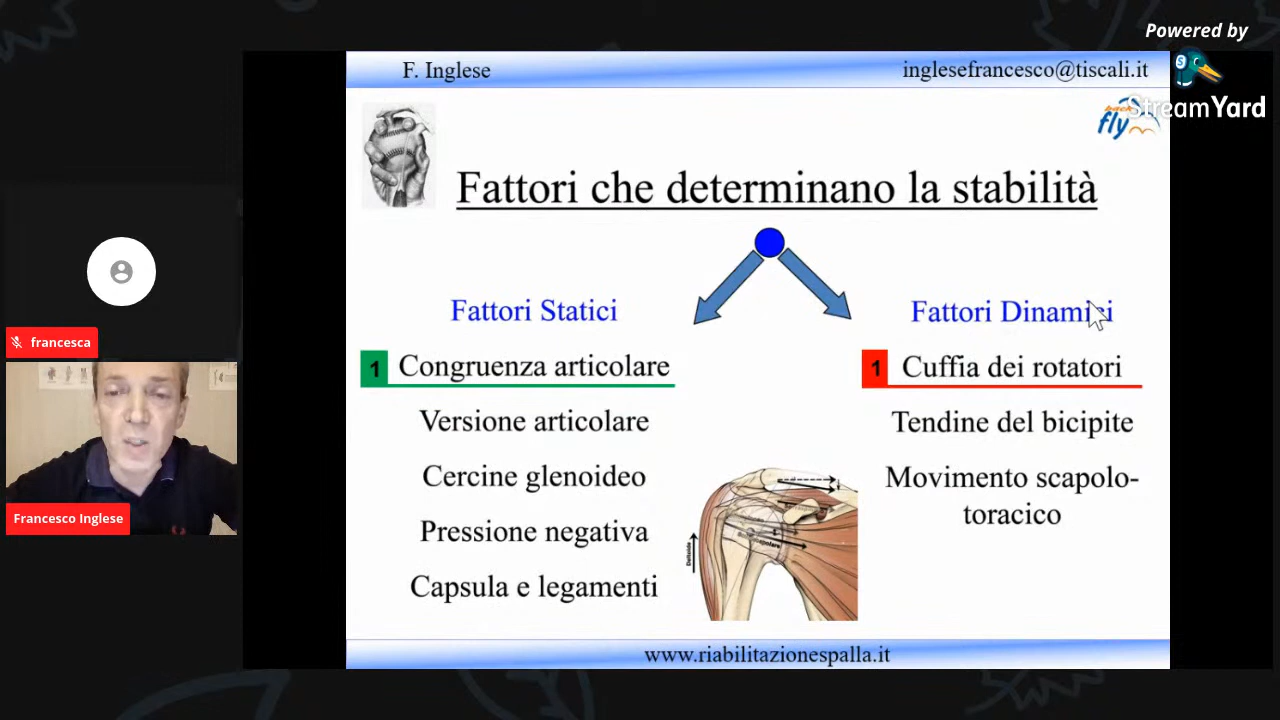 Powered by
StreamYard
F. Inglese
inglesefrancesco@tiscali.it
back
fly
Fattori che determinano la stabilità
Fattori Statici
Fattori Dinamici
1 Congruenza articolare
1 Cuffia dei rotatori
Versione articolare
Tendine del bicipite
Cercine glenoideo
Movimento scapolo-
toracico
Pressione negativa
Capsula e legamenti
Deltoide
francesca
Francesco Inglese
www.riabilitazionespalla.it